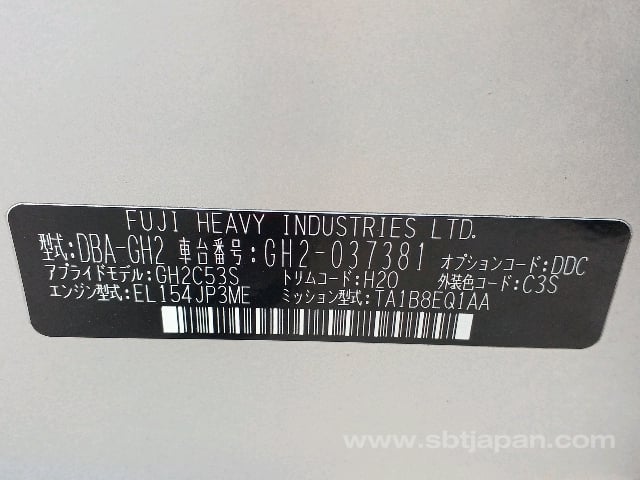 FUJI HEAVY INDUSTRIES LTD.
型式:DBA-GH2 車台番号:GH2-037381 オプションコード:DDC
アプライドモデル:GH2C53S トリムコード:H20 外装色コード:C3S
エンジン型式:EL154JP3ME ミッション型式:TA1B8EQ1AA
www.sbtjapan.com